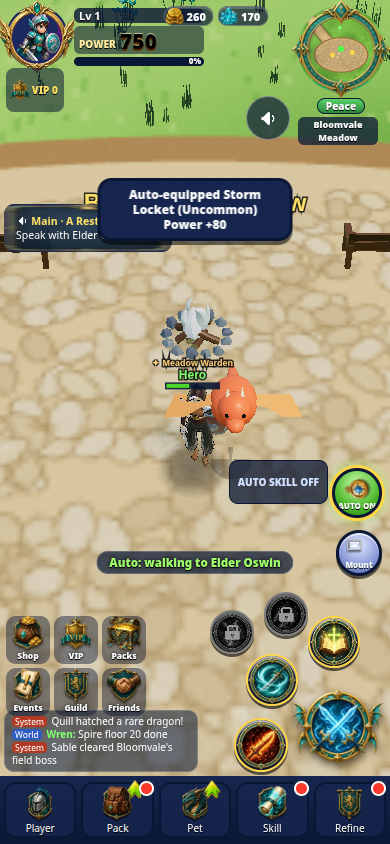 Lv 1
260
170
POWER 750
0%
VIP 0
Peace
Bloomvale
Meadow
Auto-equipped Storm
Locket (Uncommon)
Power +80
Main · A Rest
Speak with Elder
Meadow Warden
Hero
AUTO SKILL OFF
AUTO ON
Mount
Auto: walking to Elder Oswin
Shop
VIP
VIP
Packs
Events
Guild
Friends
System Quill hatched a rare dragon!
World Wren: Spire floor 20 done
System Sable cleared Bloomvale's
field boss
Player
Pack
Pet
Skill
Refine